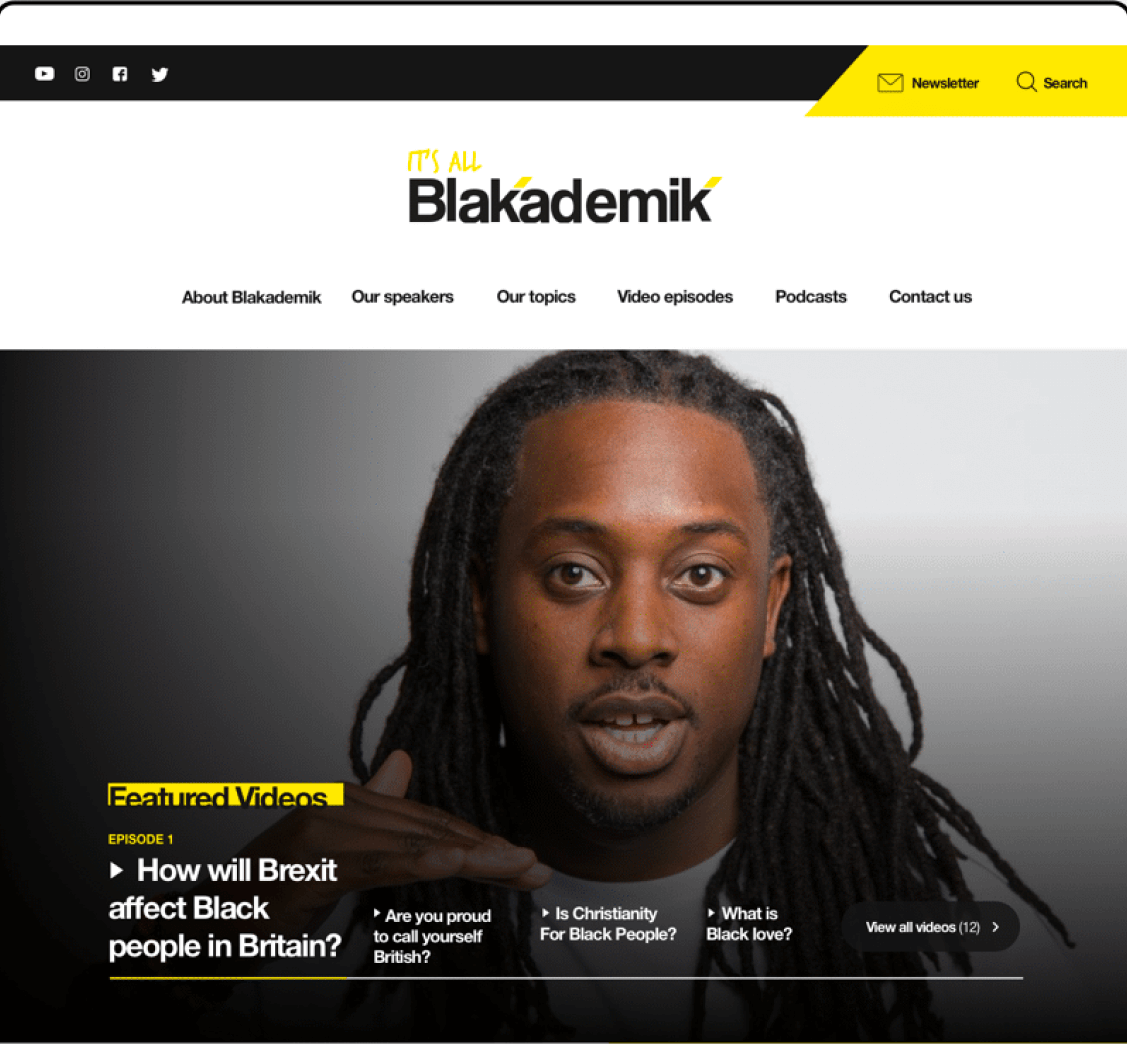 Newsletter
Search
IT'S ALL
Blakademik
About Blakademik
Our speakers
Our topics
Video episodes
Podcasts
Contact us
Featured Videos
EPISODE 1
How will Brexit
affect Black
people in Britain?
Are you proud
to call yourself
British?
Is Christianity
For Black People?
What is
Black love?
View all videos (12)